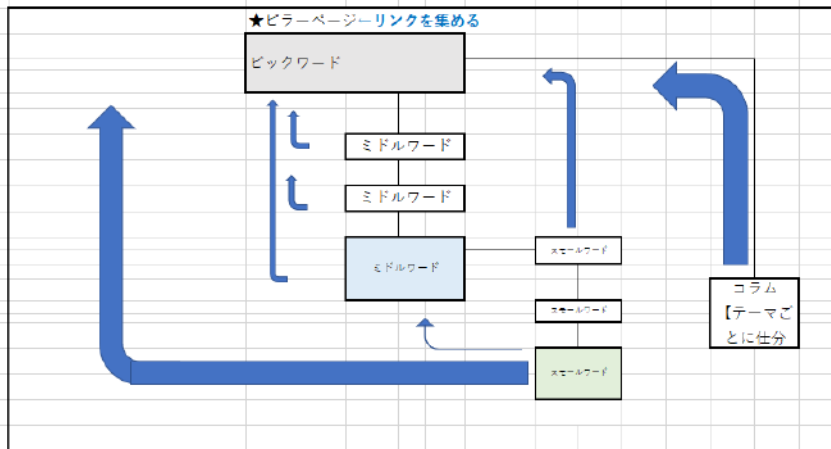 ★ピラーページ←リンクを集める
ビックワード
ミドルワード
ミドルワード
ミドルワード
スモールワード
スモールワード
スモールワード
コラム
【テーマご
とに仕分